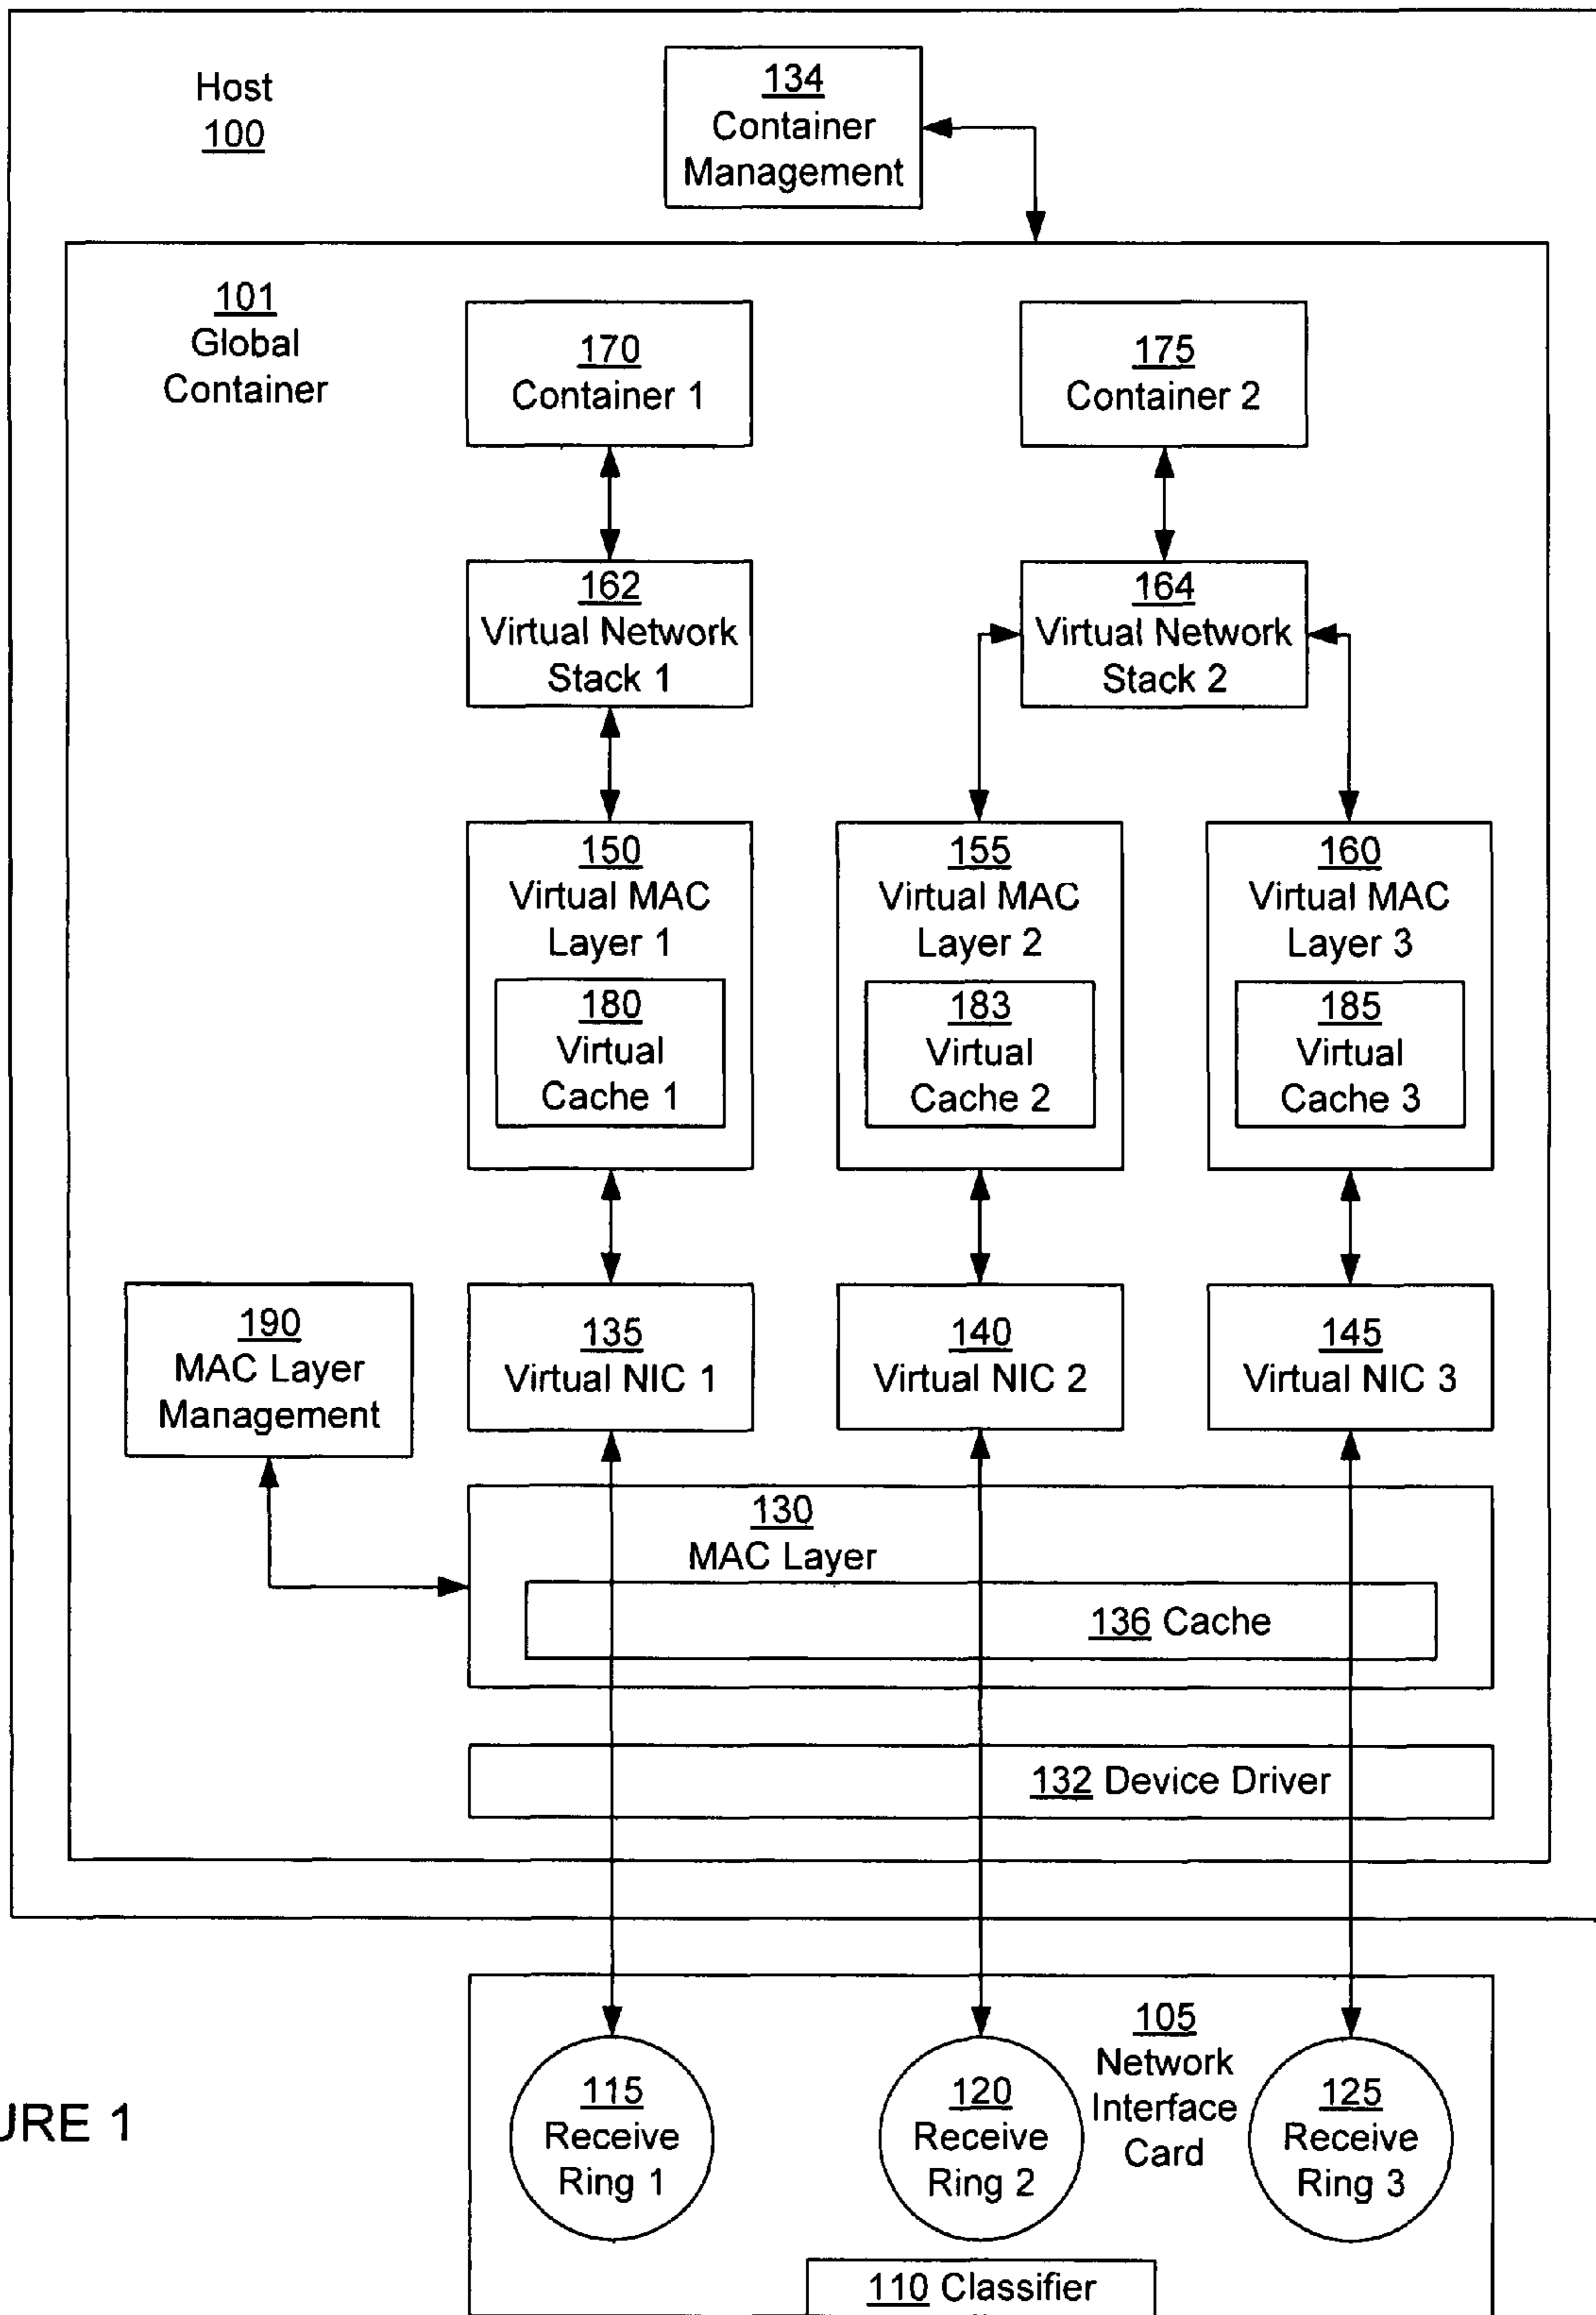 Host
100
134
Container
Management
101
Global
Container
170
Container 1
175
Container 2
162
Virtual Network
Stack 1
164
Virtual Network
Stack 2
150
Virtual MAC
Layer 1
180
Virtual
Cache 1
155
Virtual MAC
Layer 2
183
Virtual
Cache 2
160
Virtual MAC
Layer 3
185
Virtual
Cache 3
190
MAC Layer
Management
135
Virtual NIC 1
140
Virtual NIC 2
145
Virtual NIC 3
130
MAC Layer
136 Cache
132 Device Driver
105
Network
Interface
Card
115
Receive
Ring 1
120
Receive
Ring 2
125
Receive
Ring 3
URE 1
110 Classifier